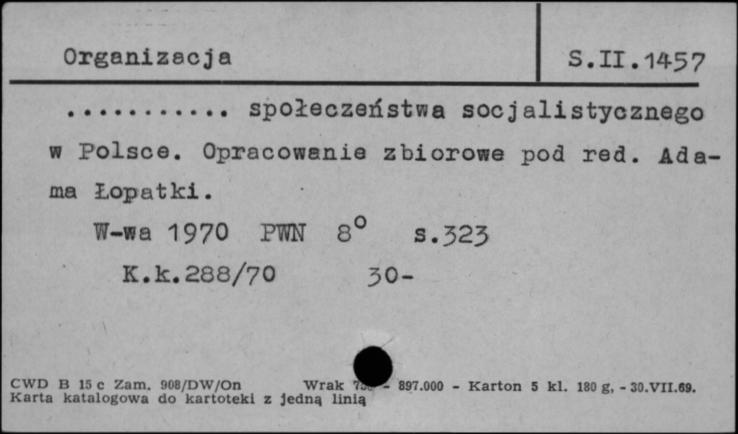 Organizacja S.II.1457
........... społeczeństwa socjalistycznego
w Polsce. Opracowanie zbiorowe pod red. Ada-
ma Łopatki.
W-wa 1970 PWN 8° s.323
K.k.288/70 30-
CWD B 15 c Zam. 908/DW/On Wrak - 897.000 - Karton 5 kl. 180 g. - 30.VII.69.
Karta katalogowa do kartoteki z jedną linią